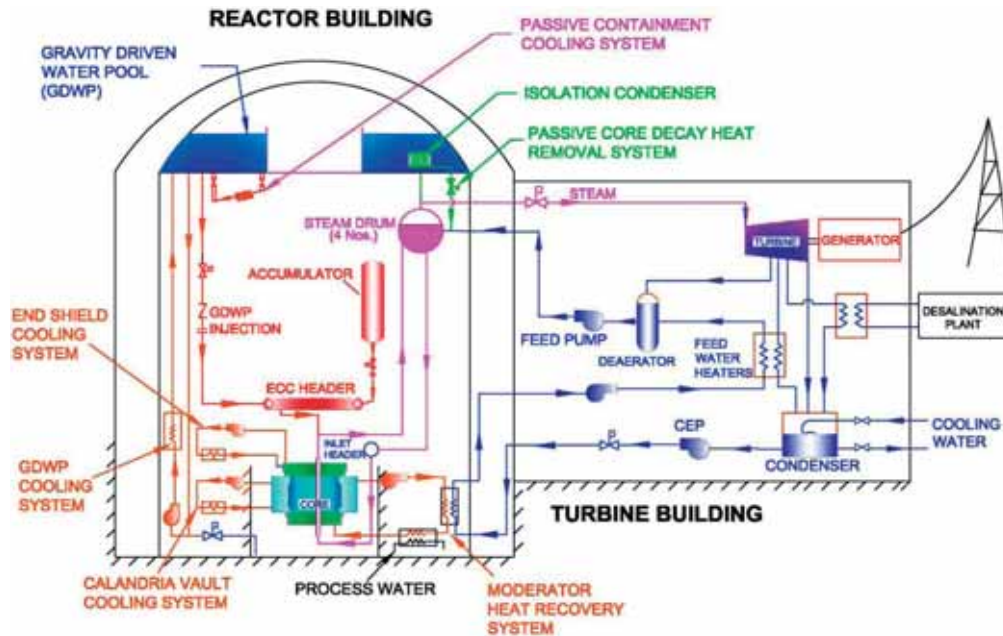 REACTOR BUILDING
PASSIVE CONTAINMENT
COOLING SYSTEM
GRAVITY DRIVEN
WATER POOL
(GDWP)
ISOLATION CONDENSER
PASSIVE CORE DECAY HEAT
REMOVAL SYSTEM
P
STEAM
STEAM DRUM
(4 Nos.)
TURBINE
GENERATOR
ACCUMULATOR
P
GDWP
INJECTION
END SHIELD
COOLING
SYSTEM
FEED PUMP
DEAERATOR
FEED
WATER
HEATERS
DESALINATION
PLANT
ECC HEADER
INLET
HEADER
P
CEP
COOLING
WATER
CONDENSER
GDWP
COOLING
SYSTEM
CORE
P
TURBINE BUILDING
CALANDRIA VAULT
COOLING SYSTEM
PROCESS WATER
MODERATOR
HEAT RECOVERY
SYSTEM